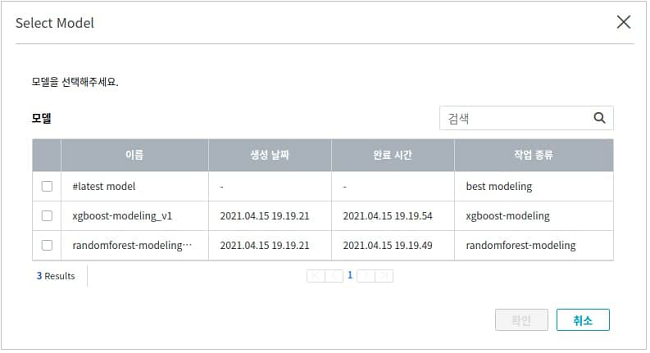 Select Model
모델을 선택해주세요.
모델
검색
이름 생성 날짜 완료 시간 작업 종류
#latest model - - best modeling
xgboost-modeling_v1 2021.04.15 19.19.21 2021.04.15 19.19.54 xgboost-modeling
randomforest-modeling⋯ 2021.04.15 19.19.21 2021.04.15 19.19.49 randomforest-modeling
3 Results 1
확인 취소